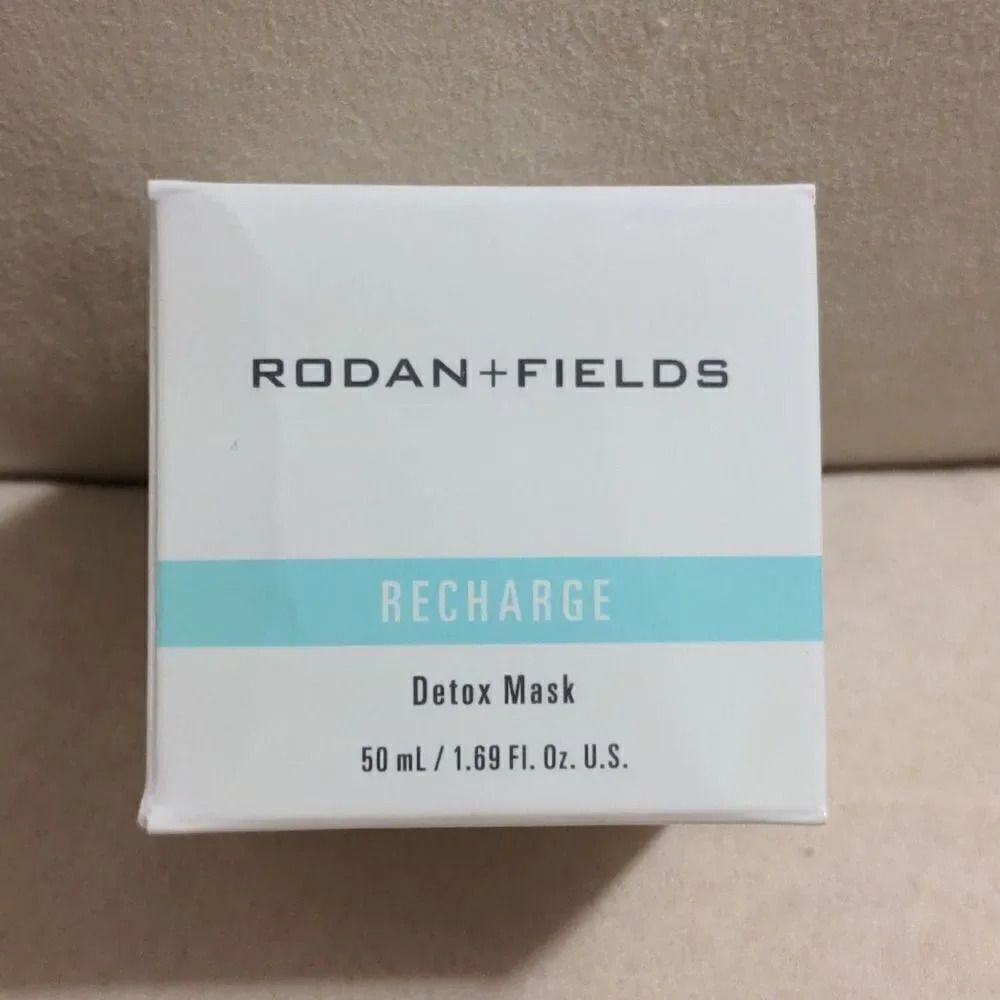 RODAN+FIELDS
RECHARGE
Detox Mask
50 mL / 1.69 Fl. Oz. U.S.